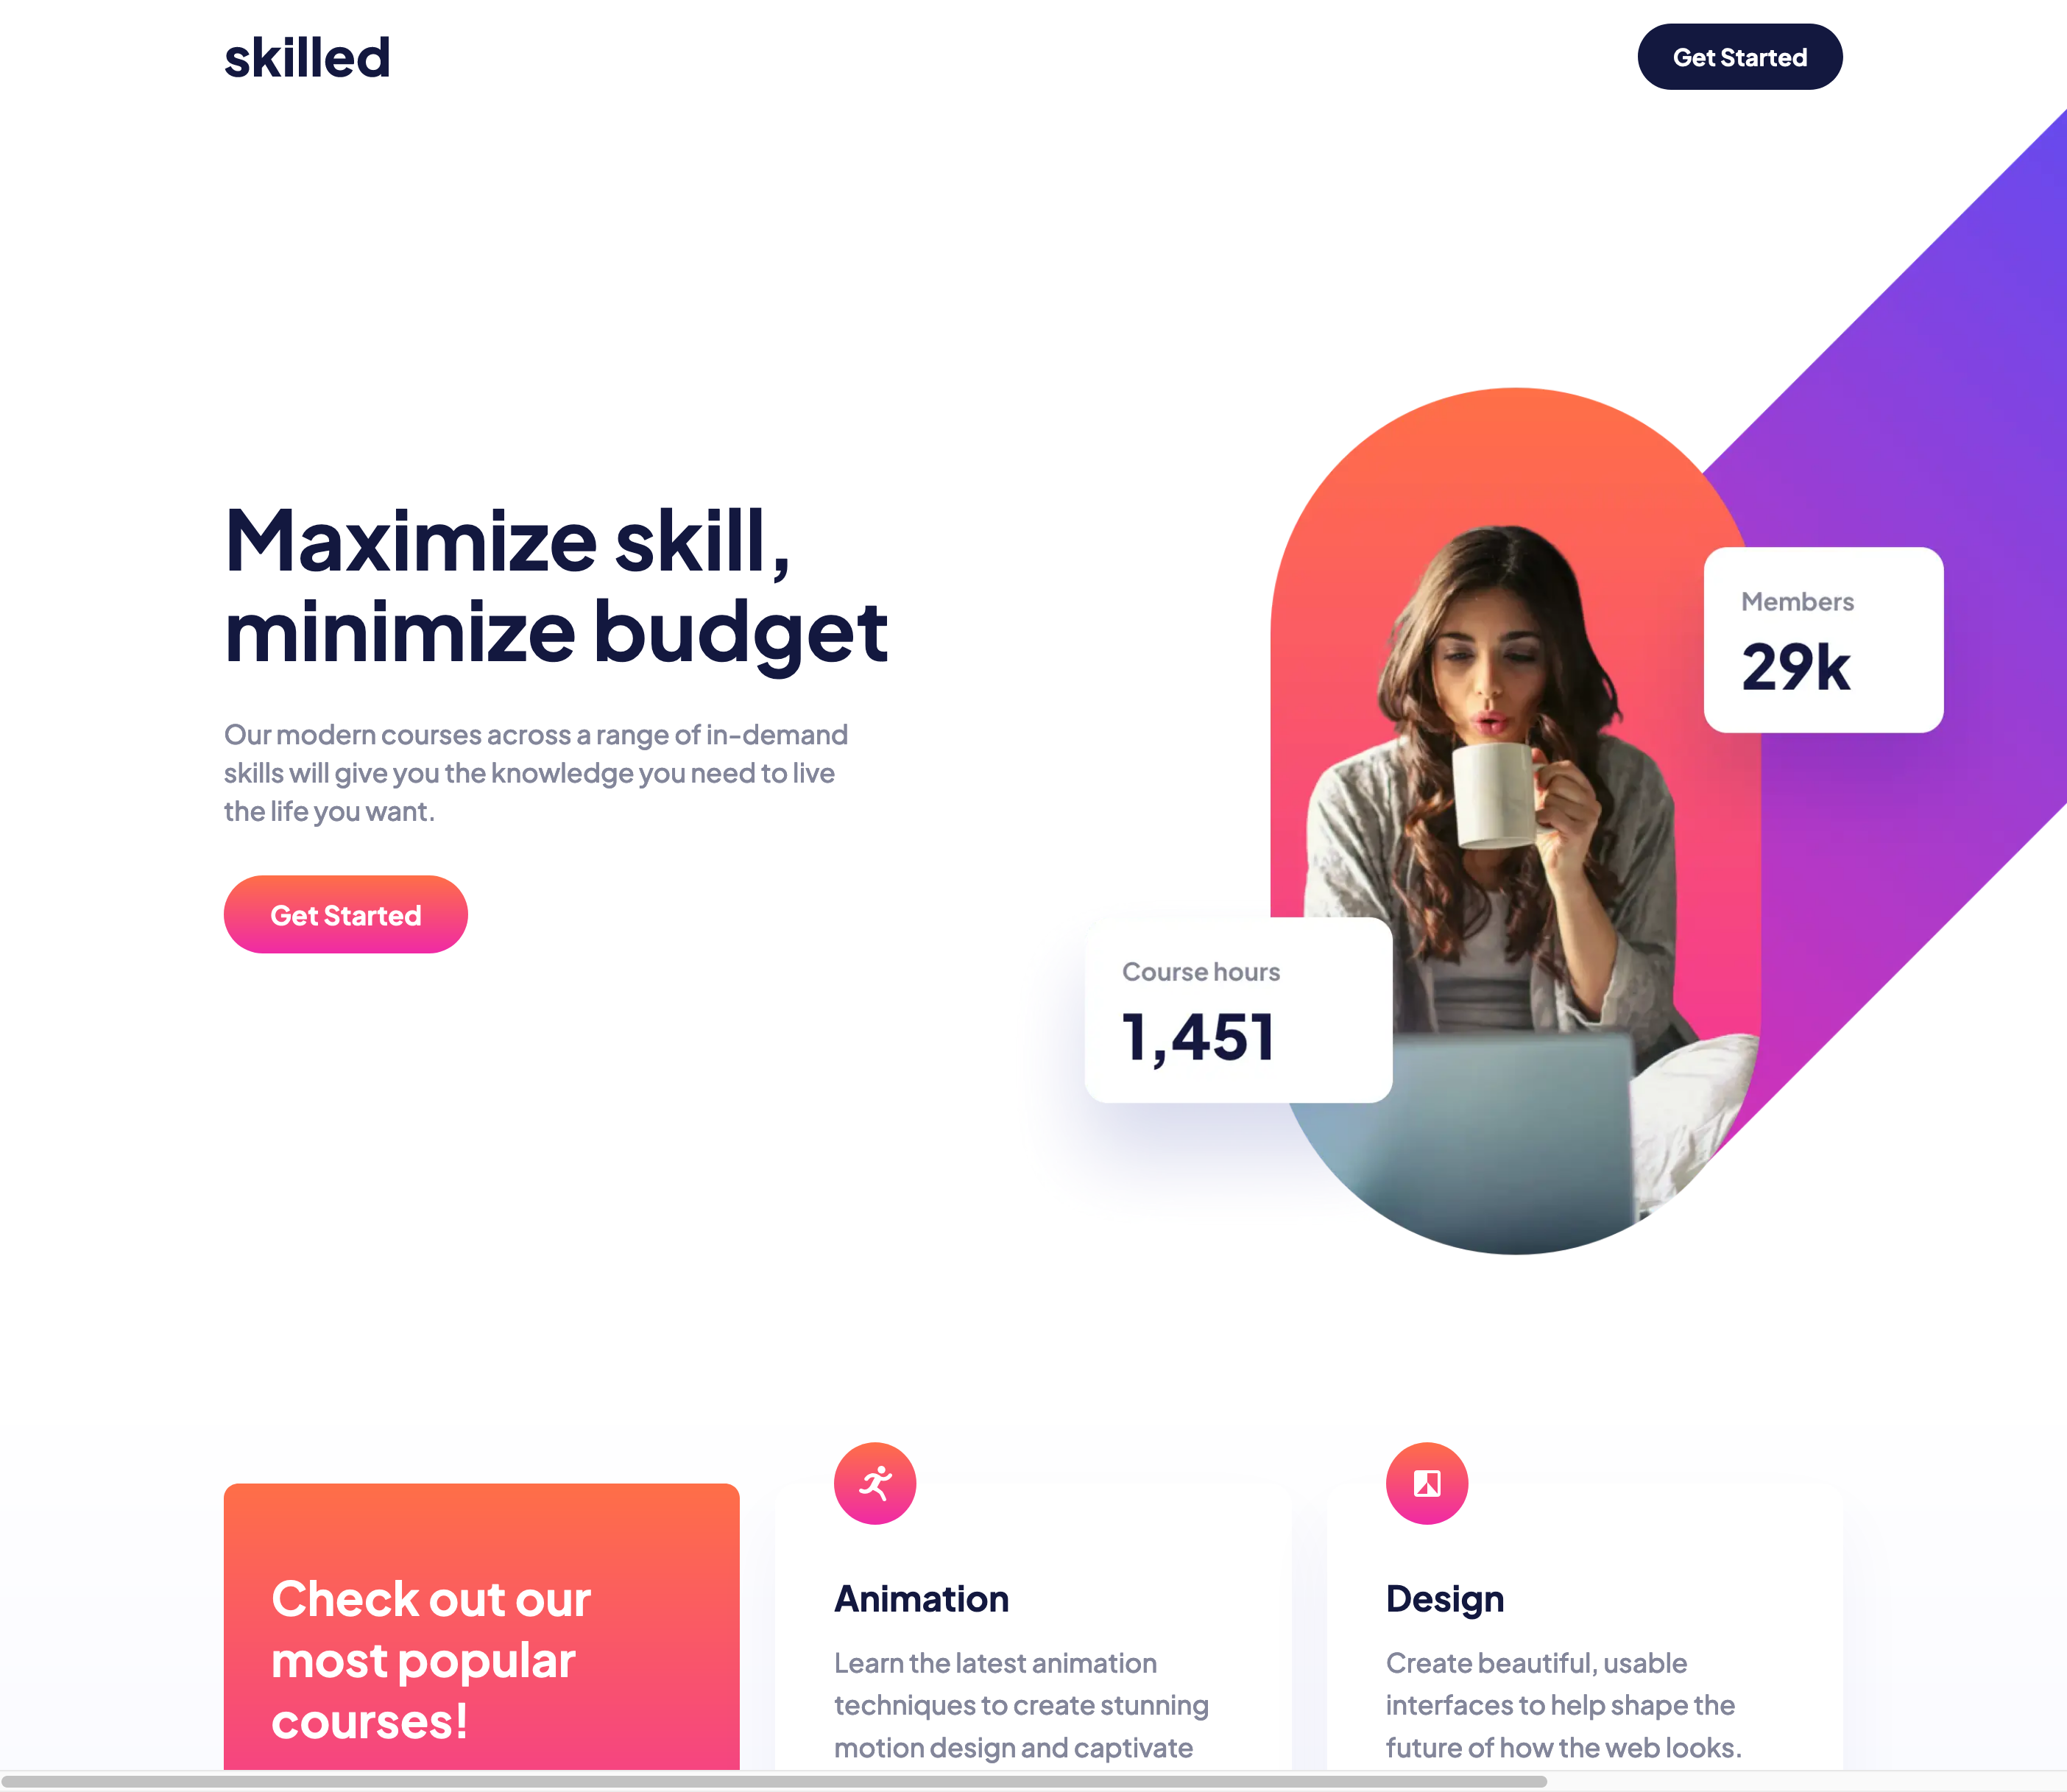 skilled
Get Started
Maximize skill,
minimize budget
Our modern courses across a range of in-demand
skills will give you the knowledge you need to live
the life you want.
Get Started
Members
29k
Course hours
1,451
Check out our
most popular
courses!
Animation
Learn the latest animation
techniques to create stunning
motion design and captivate
Design
Create beautiful, usable
interfaces to help shape the
future of how the web looks.